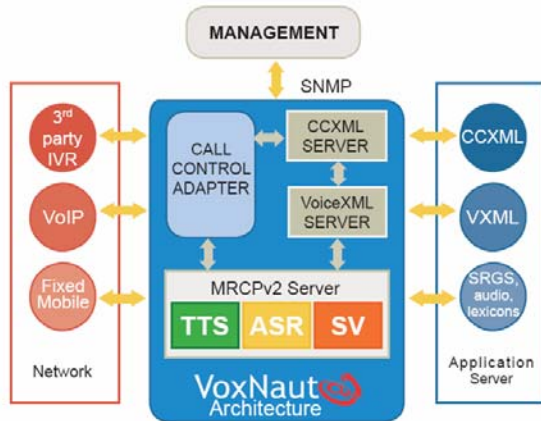 MANAGEMENT
SNMP
3rd
party
IVR
VoIP
Fixed
Mobile
Network
CALL
CONTROL
ADAPTER
CCXML
SERVER
VoiceXML
SERVER
MRCPv2 Server
TTS ASR SV
VoxNaut
Architecture
CCXML
VXML
SRGS,
audio,
lexicons
Application
Server